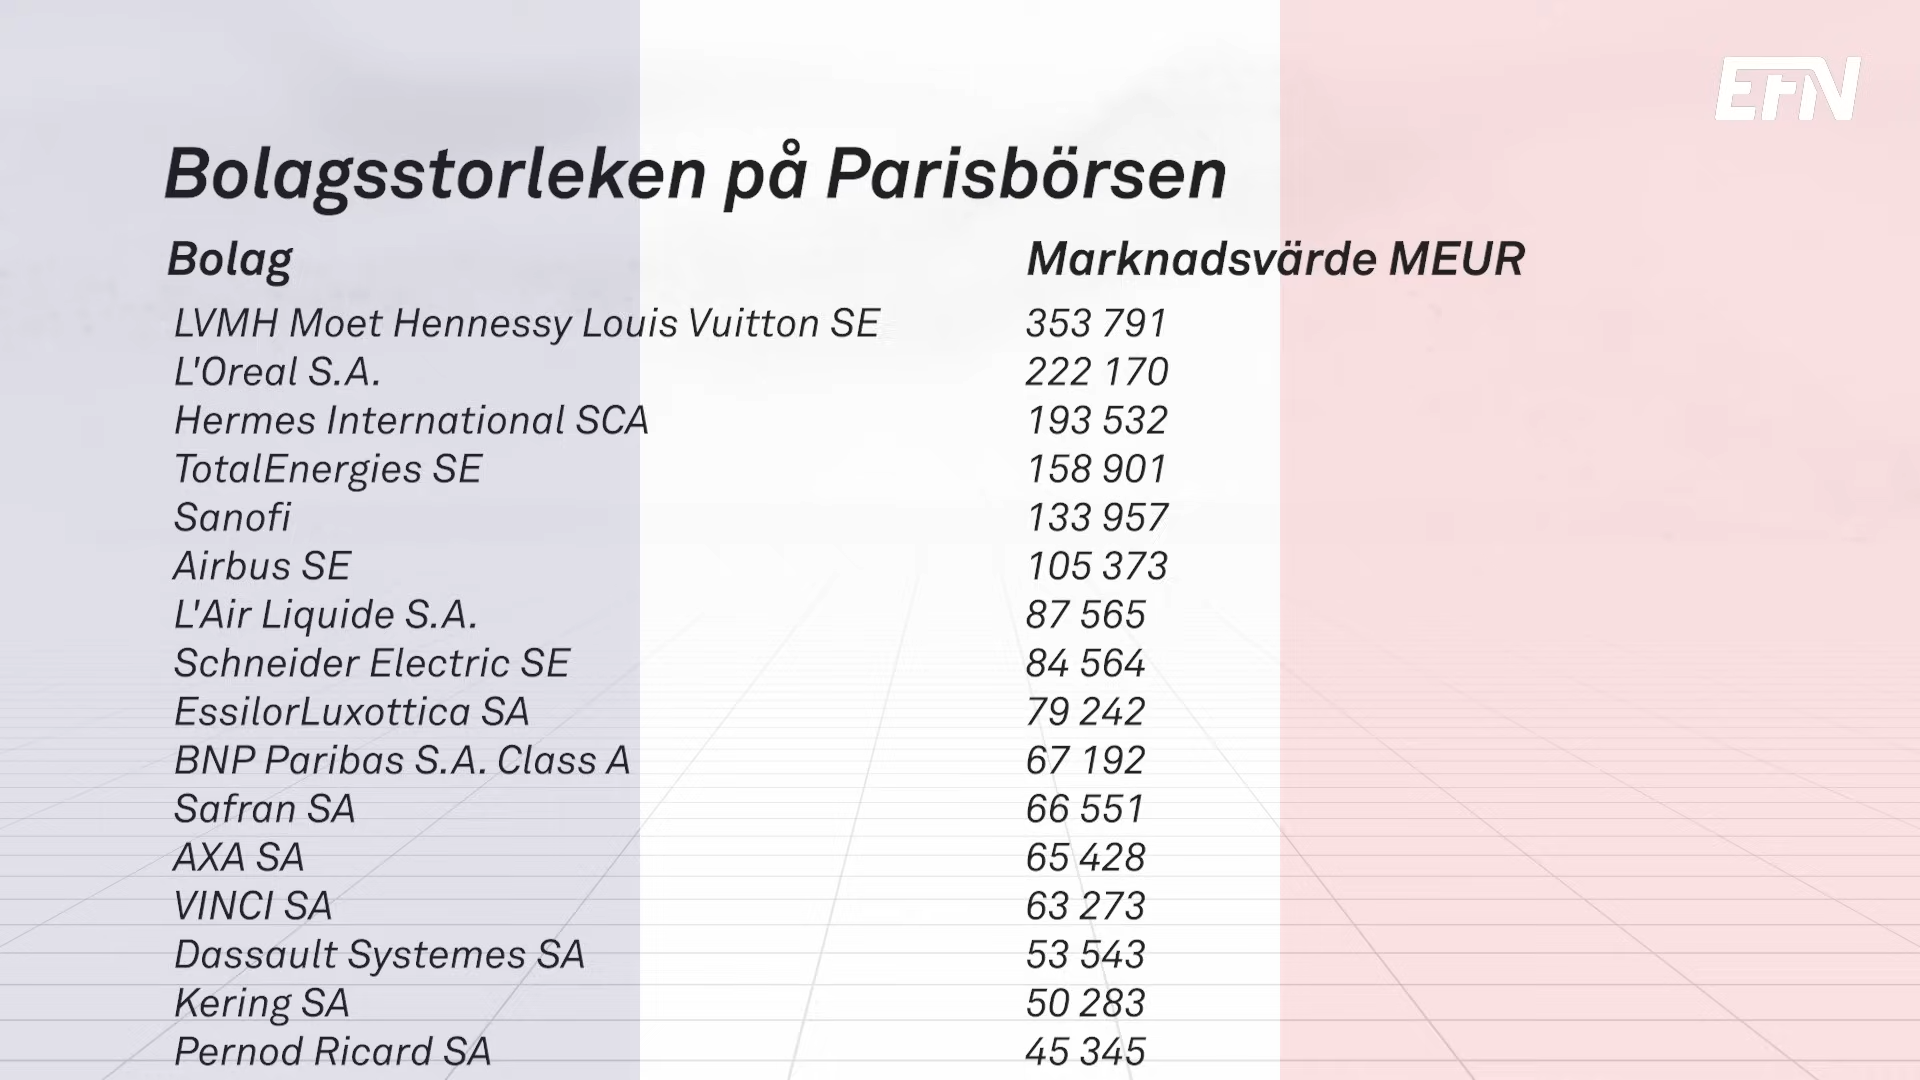 EFN
Bolagsstorleken på Parisbörsen
Bolag Marknadsvärde MEUR
LVMH Moet Hennessy Louis Vuitton SE 353 791
L'Oreal S.A. 222 170
Hermes International SCA 193 532
TotalEnergies SE 158 901
Sanofi 133 957
Airbus SE 105 373
L'Air Liquide S.A. 87 565
Schneider Electric SE 84 564
EssilorLuxottica SA 79 242
BNP Paribas S.A. Class A 67 192
Safran SA 66 551
AXA SA 65 428
VINCI SA 63 273
Dassault Systemes SA 53 543
Kering SA 50 283
Pernod Ricard SA 45 345